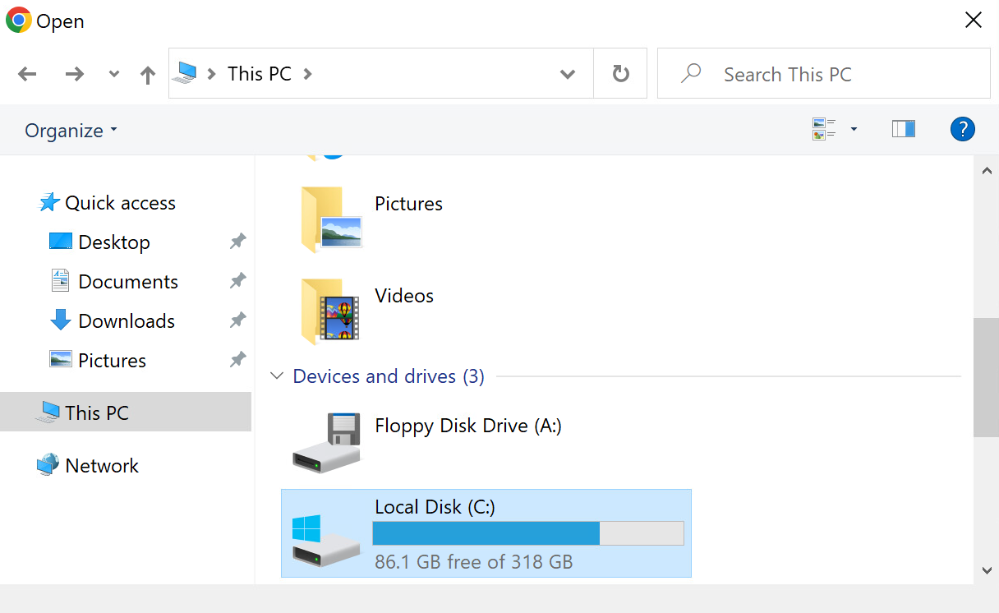 Open
This PC
Search This PC
Organize
?
Quick access
Desktop
Documents
Downloads
Pictures
This PC
Network
Pictures
Videos
Devices and drives (3)
Floppy Disk Drive (A:)
Local Disk (C:)
86.1 GB free of 318 GB